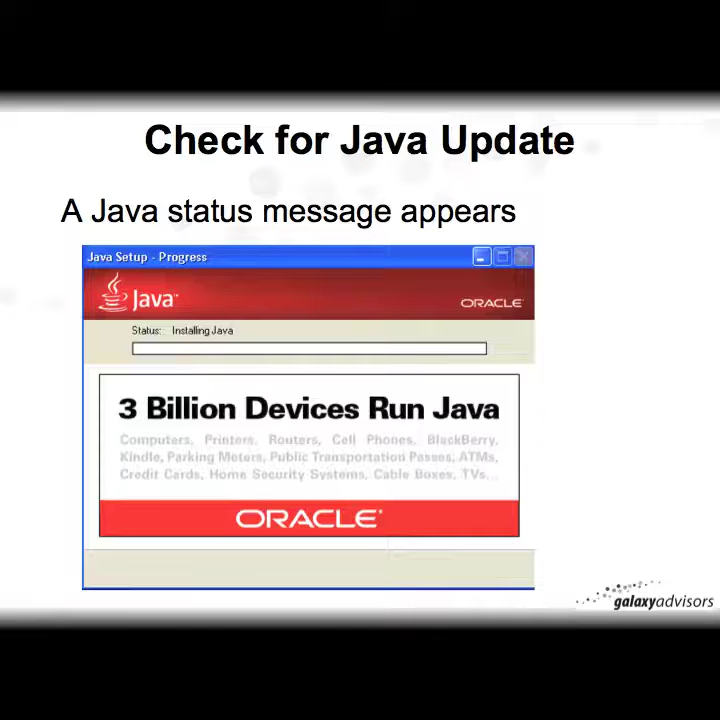 Check for Java Update
A Java status message appears
Java Setup - Progress
Java™
ORACLE®
Status: Installing Java
3 Billion Devices Run Java
Computers, Printers, Routers, Cell Phones, BlackBerry,
Kindle, Parking Meters, Public Transportation Passes, ATMs,
Credit Cards, Home Security Systems, Cable Boxes, TVs...
ORACLE®
galaxyadvisors